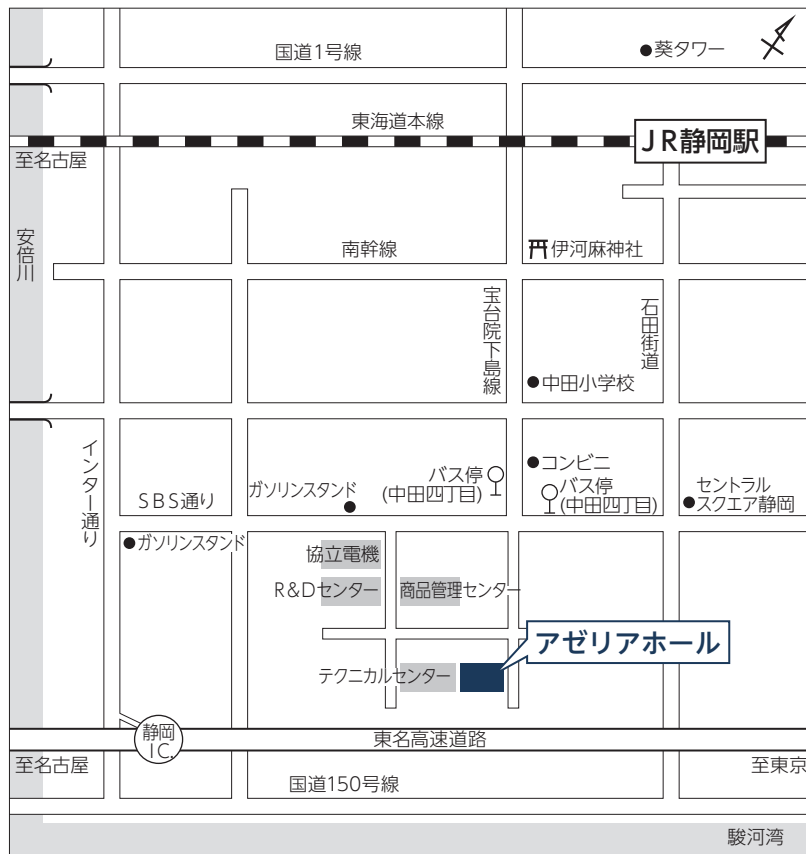 国道1号線
●葵タワー
東海道本線
JR静岡駅
至名古屋
安倍川
南幹線
伊河麻神社
宝台院下島線
石田街道
●中田小学校
インター通り
SBS通り
ガソリンスタンド
バス停
(中田四丁目)
●コンビニ
バス停
(中田四丁目)
セントラル
●スクエア静岡
●ガソリンスタンド
協立電機
R&Dセンター
商品管理センター
アゼリアホール
テクニカルセンター
静岡
IC.
東名高速道路
至名古屋
至東京
国道150号線
駿河湾